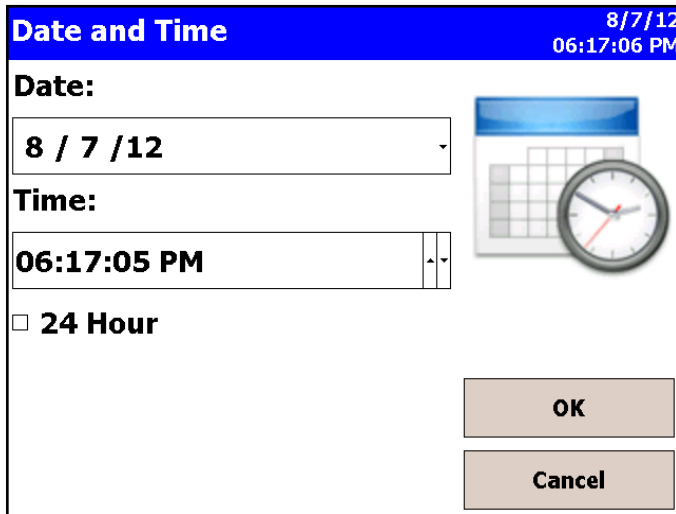 Date and Time
8/7/12
06:17:06 PM
Date:
8 / 7 /12
Time:
06:17:05 PM
24 Hour
OK
Cancel